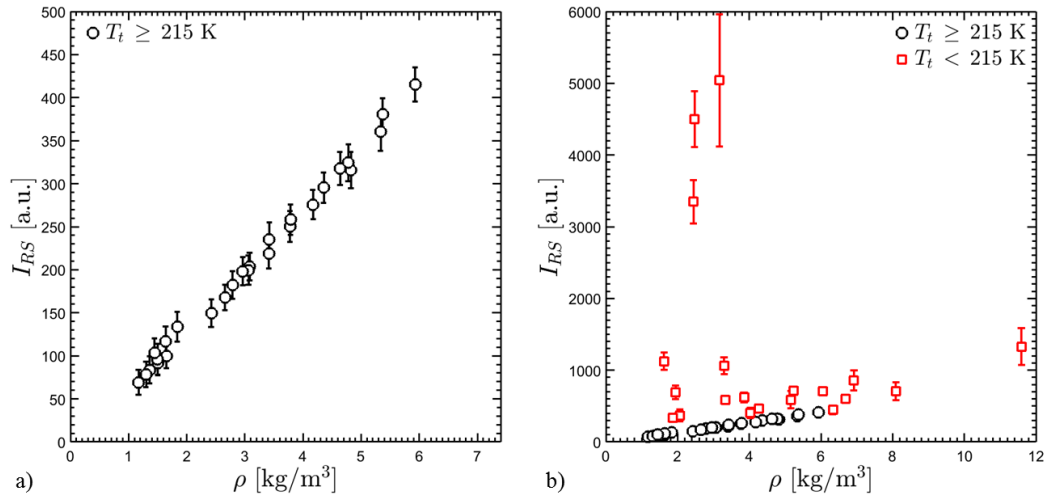 T_t ≥ 215 K
450
400
350
300
250
200
150
100
50
0
I_RS [a.u.]
0 1 2 3 4 5 6 7
ρ [kg/m³]
a)
T_t ≥ 215 K
T_t < 215 K
6000
5000
4000
3000
2000
1000
0
I_RS [a.u.]
0 2 4 6 8 10 12
ρ [kg/m³]
b)